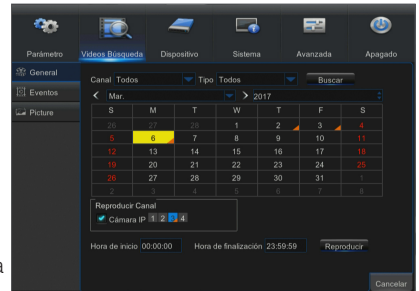 Parámetro Videos Búsqueda Dispositivo Sistema Avanzada Apagado
General
Eventos
Picture
Canal Todos Tipo Todos Buscar
Mar. 2017
S M T W T F S
26 27 28 1 2 3 4
5 6 7 8 9 10 11
12 13 14 15 16 17 18
19 20 21 22 23 24 25
26 27 28 29 30 31 1
2 3 4 5 6 7 8
Reproducir Canal
Cámara IP 1 2 3 4
Hora de inicio 00:00:00 Hora de finalización 23:59:59 Reproducir
a
Cancelar